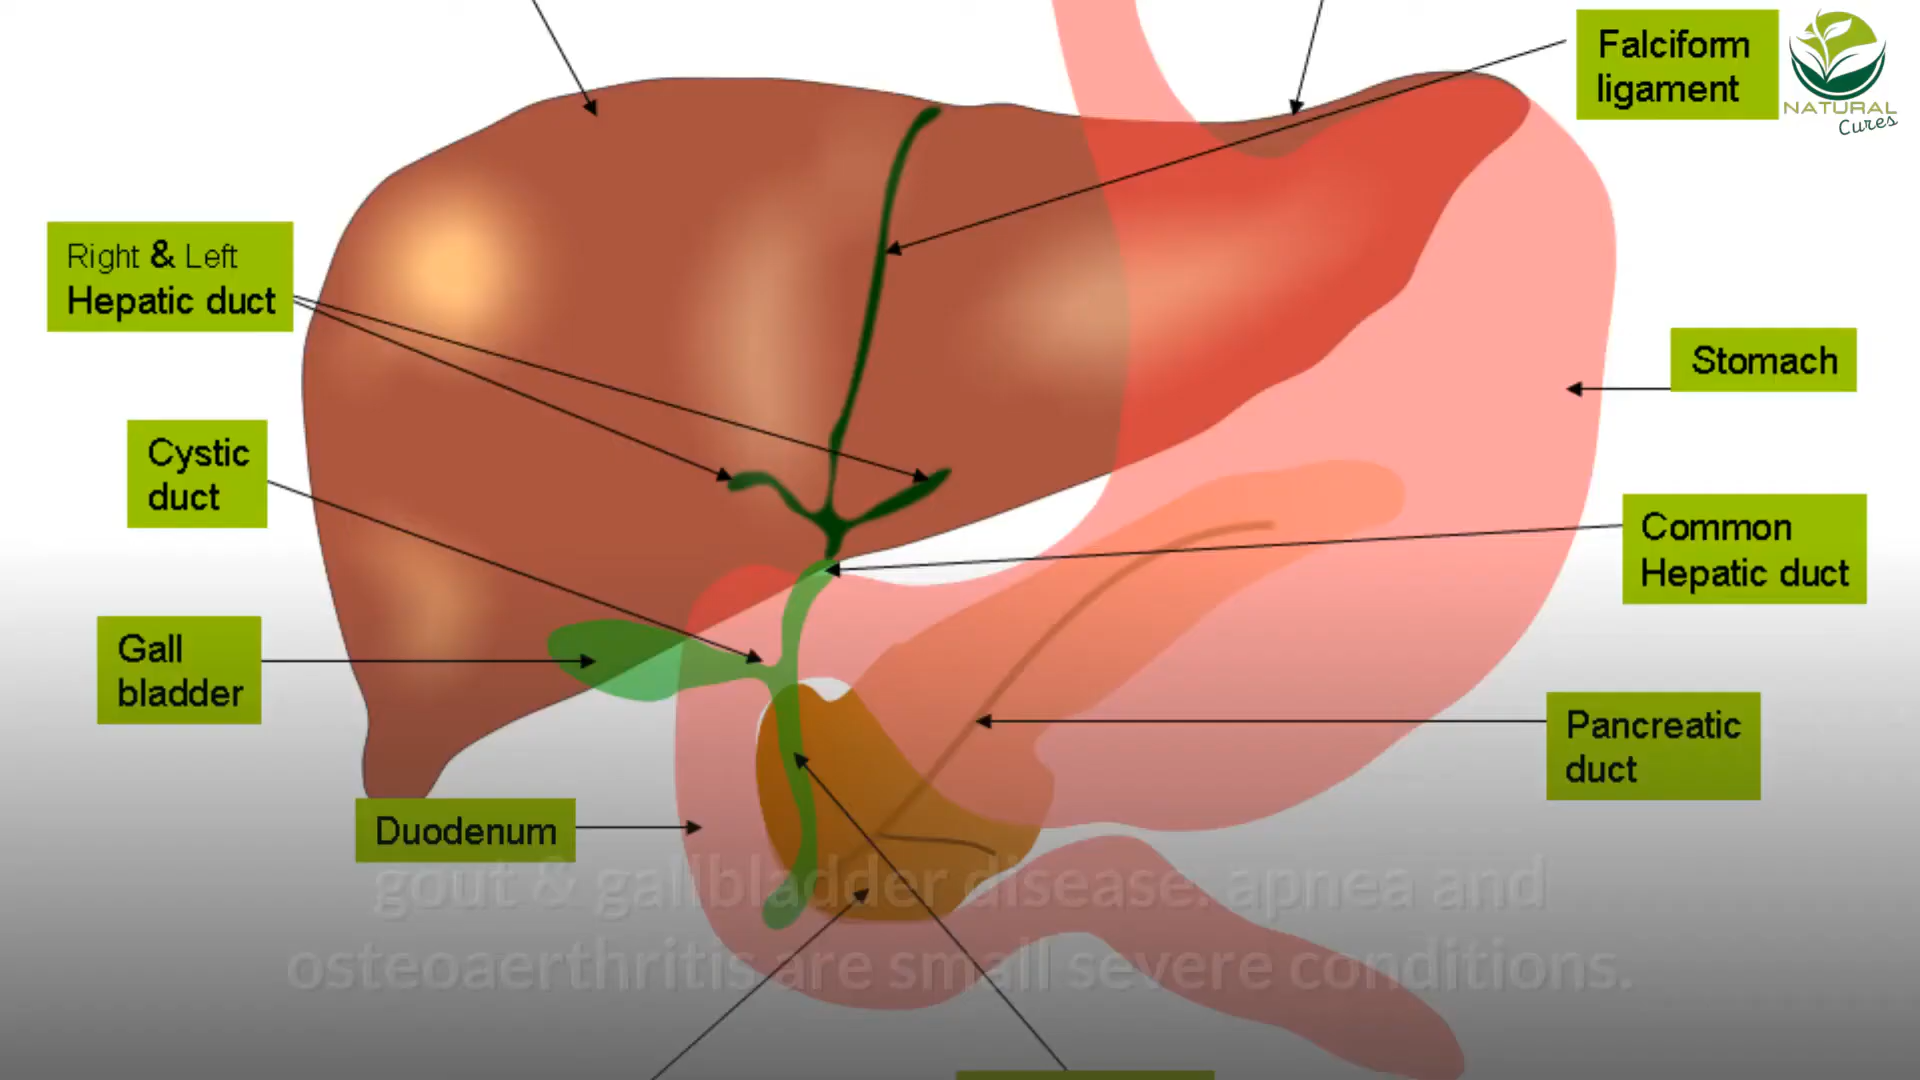 Falciform
ligament
NATURAL
Cures
Right & Left
Hepatic duct
Stomach
Cystic
duct
Common
Hepatic duct
Gall
bladder
Pancreatic
duct
Duodenum
gout & gallbladder disease. apnea and
osteoaerthritis are small severe conditions.